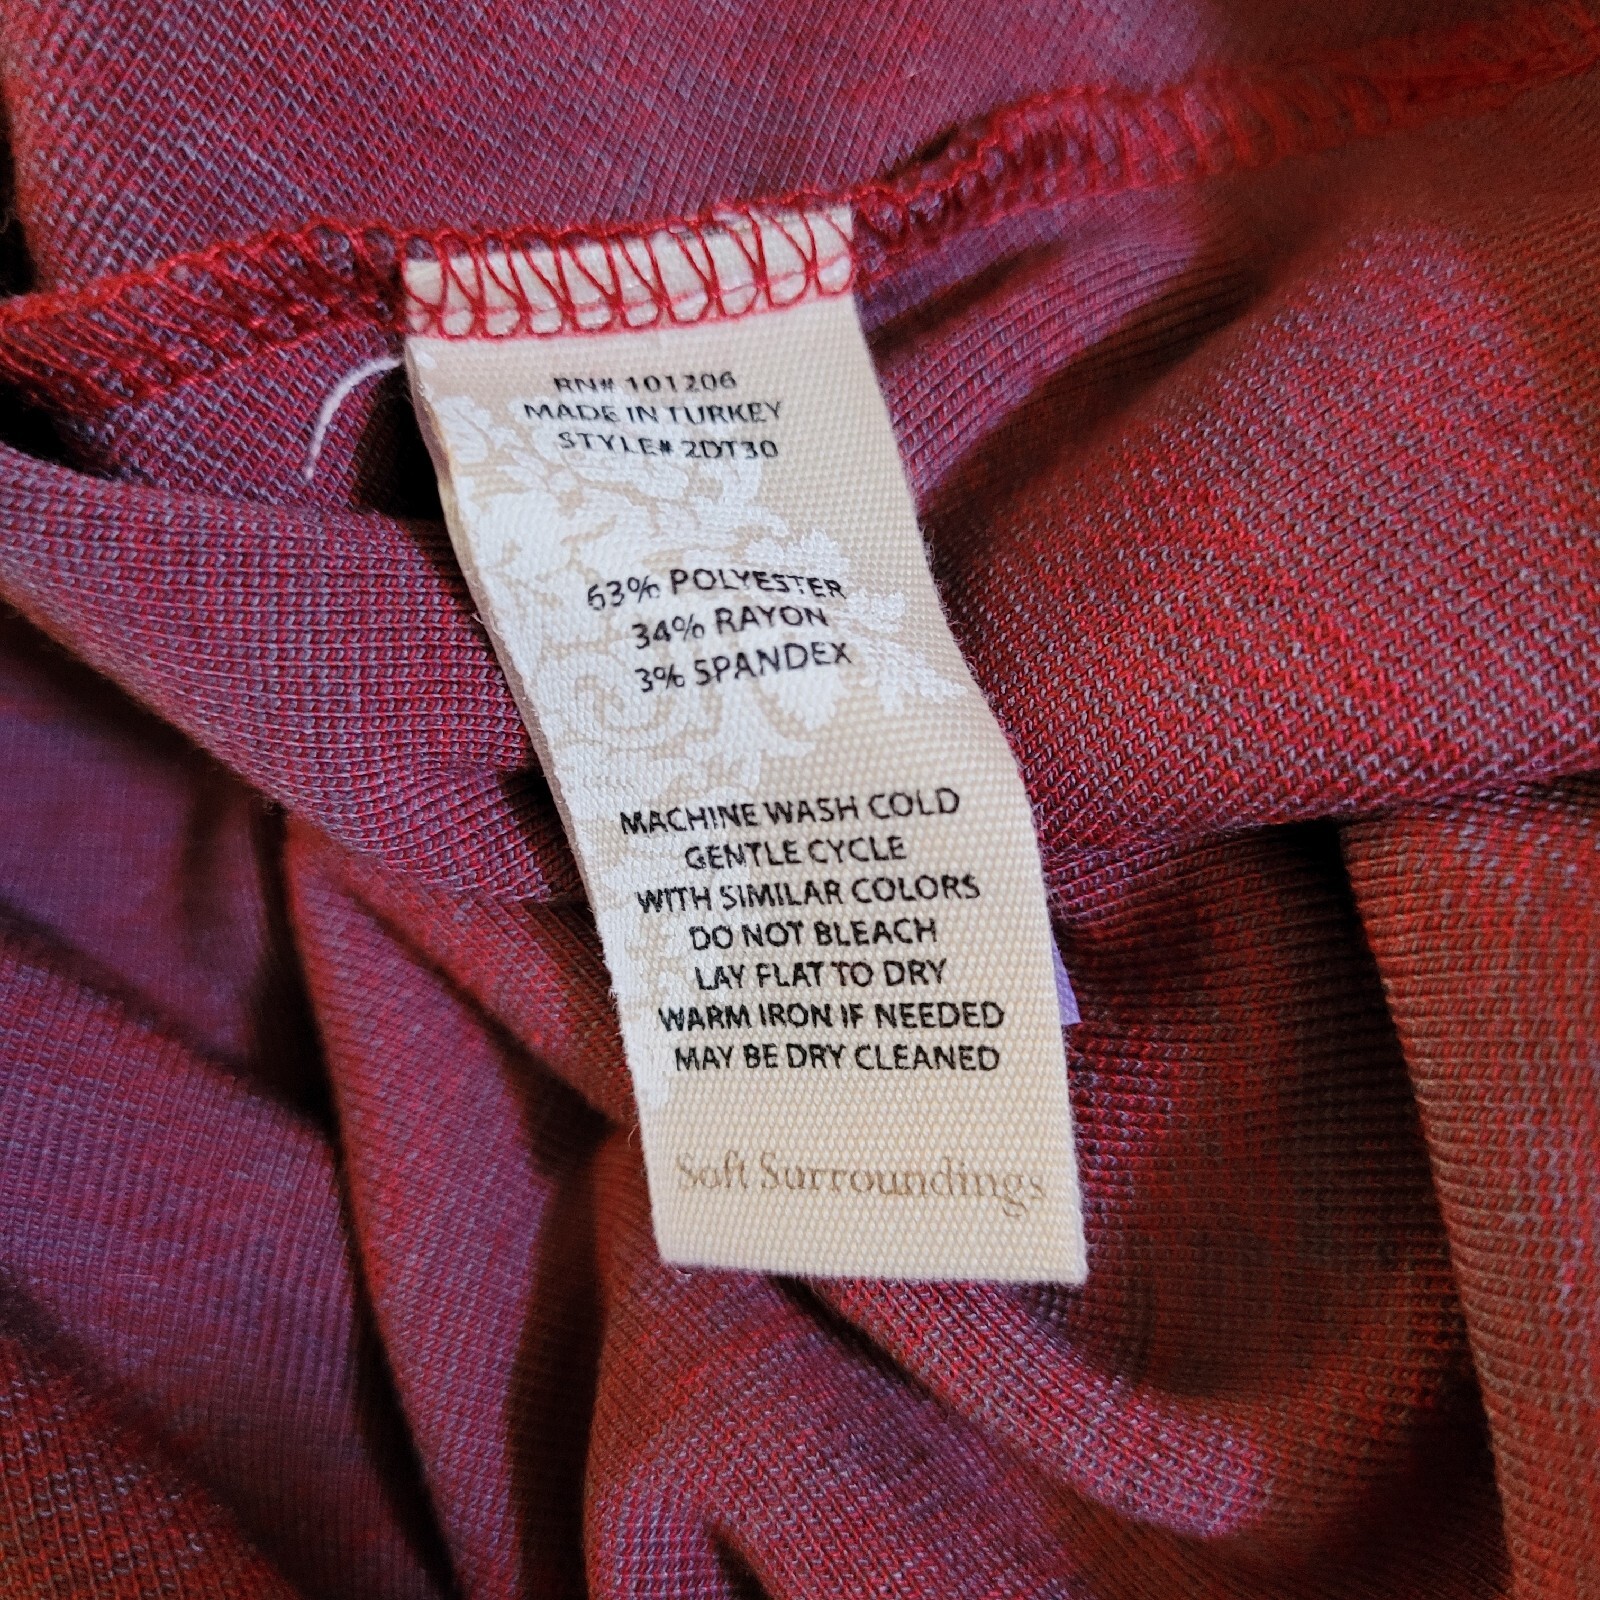 RN# 101206
MADE IN TURKEY
STYLE# 2DT30
63% POLYESTER
34% RAYON
3% SPANDEX
MACHINE WASH COLD
GENTLE CYCLE
WITH SIMILAR COLORS
DO NOT BLEACH
LAY FLAT TO DRY
WARM IRON IF NEEDED
MAY BE DRY CLEANED
Soft Surroundings